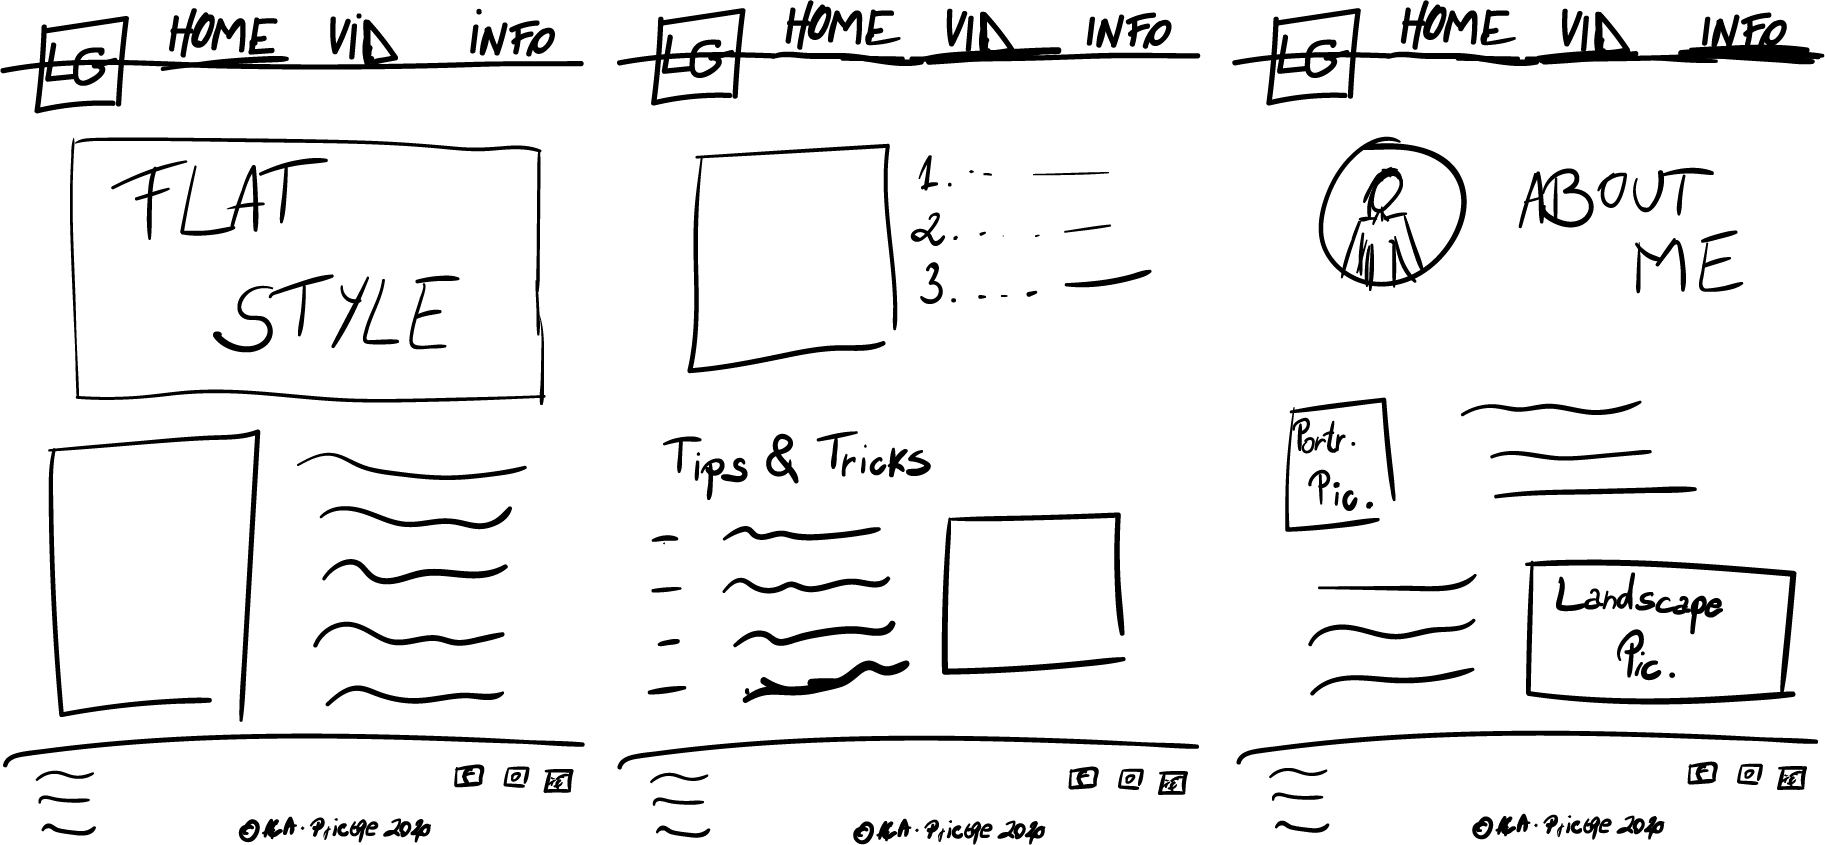 LG HOME ViD iNFO
FLAT
STYLE
LG HOME ViD INFO
1.
2.
3.
Tips & Tricks
LG HOME ViD INFO
ABOUT
ME
Portr.
Pic.
Landscape
Pic.